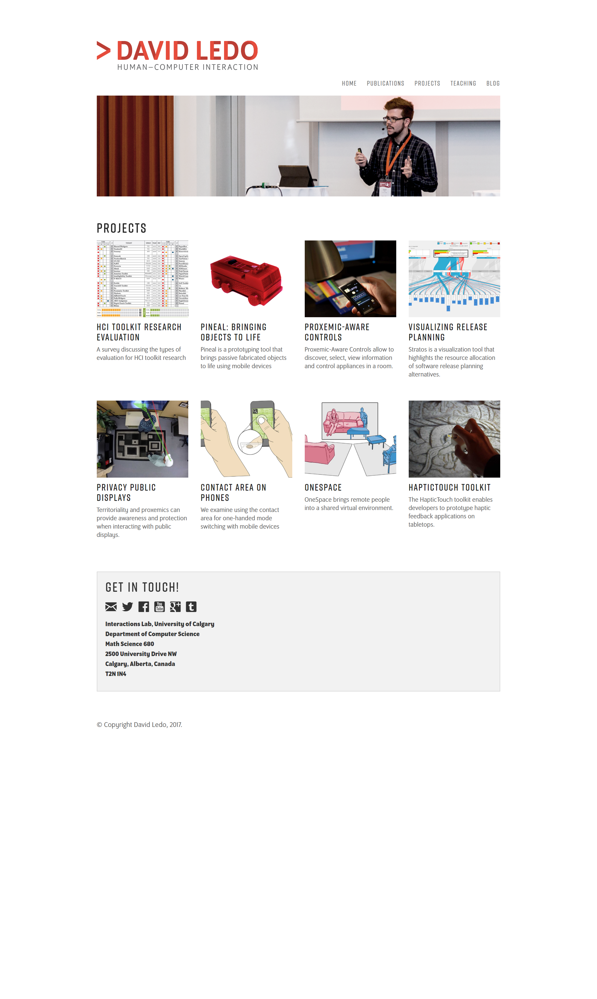 > DAVID LEDO
HUMAN–COMPUTER INTERACTION
HOME PUBLICATIONS PROJECTS TEACHING BLOG
PROJECTS
HCI TOOLKIT RESEARCH
EVALUATION
A survey discussing the types of
evaluation for HCI toolkit research
PINEAL: BRINGING
OBJECTS TO LIFE
Pineal is a prototyping tool that
brings passive fabricated objects
to life using mobile devices
Lamp
PROXEMIC-AWARE
CONTROLS
Proxemic-Aware Controls allow to
discover, select, view information
and control appliances in a room.
VISUALIZING RELEASE
PLANNING
Stratos is a visualization tool that
highlights the resource allocation
of software release planning
alternatives.
PRIVACY PUBLIC
DISPLAYS
Territoriality and proxemics can
provide awareness and protection
when interacting with public
displays.
CONTACT AREA ON
PHONES
We examine using the contact
area for one-handed mode
switching with mobile devices
ONESPACE
OneSpace brings remote people
into a shared virtual environment.
HAPTICTOUCH TOOLKIT
The HapticTouch toolkit enables
developers to prototype haptic
feedback applications on
tabletops.
GET IN TOUCH!
You Tube g+ t
Interactions Lab, University of Calgary
Department of Computer Science
Math Science 680
2500 University Drive NW
Calgary, Alberta, Canada
T2N 1N4
© Copyright David Ledo, 2017.